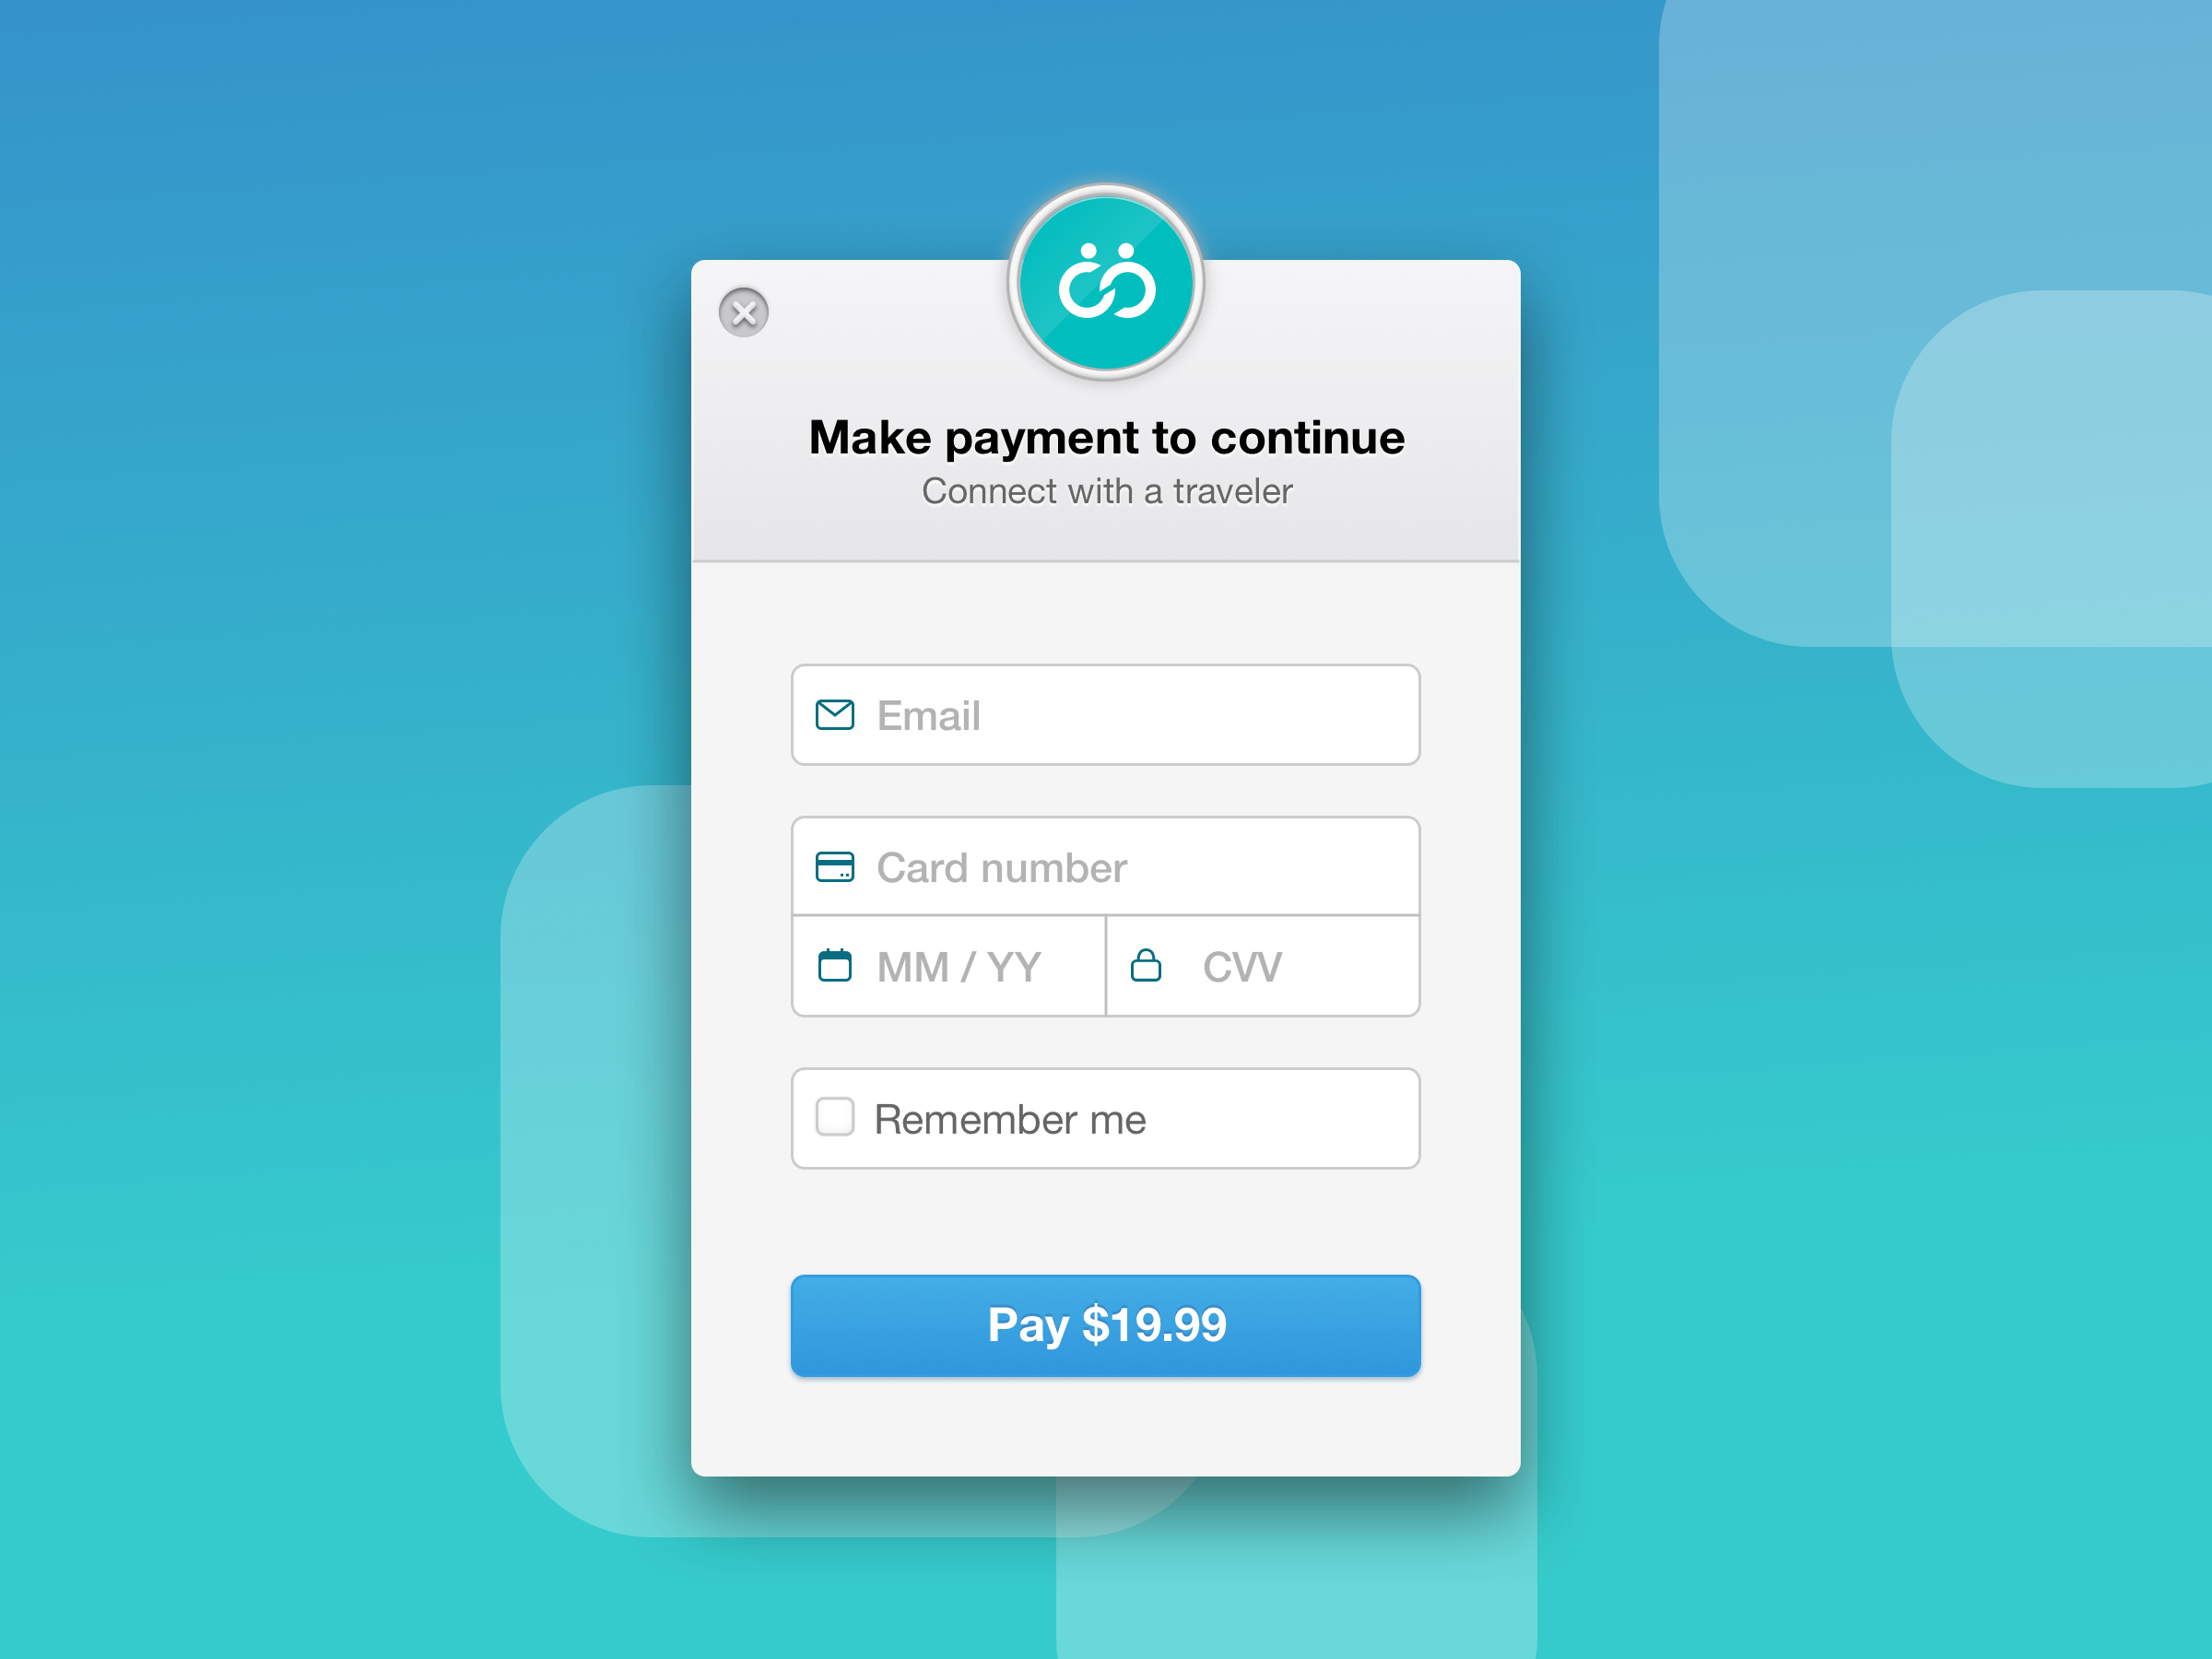 Make payment to continue
Connect with a traveler
Email
Card number
MM / YY
CVV
Remember me
Pay $19.99